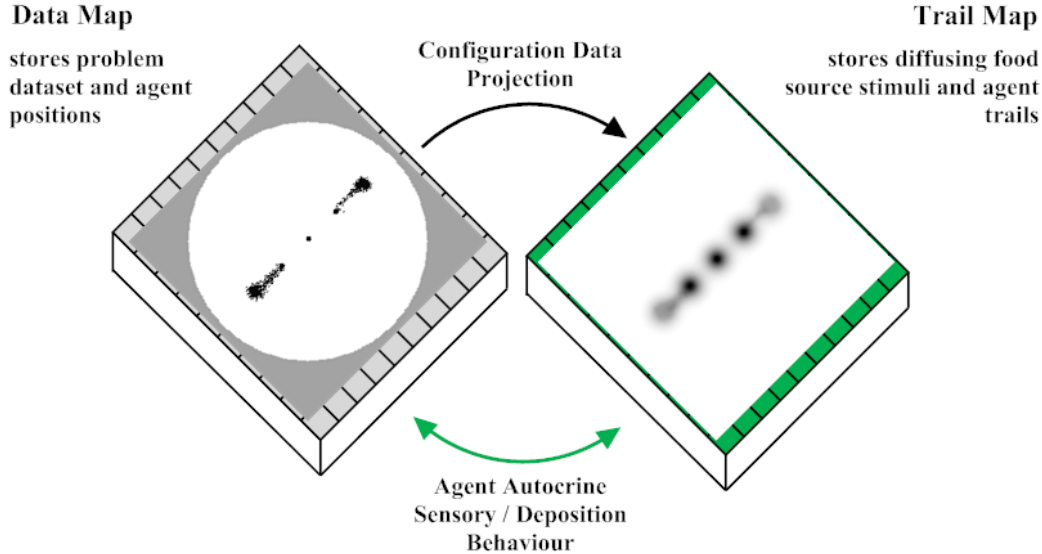 Data Map
stores problem
dataset and agent
positions
Configuration Data
Projection
Trail Map
stores diffusing food
source stimuli and agent
trails
Agent Autocrine
Sensory / Deposition
Behaviour